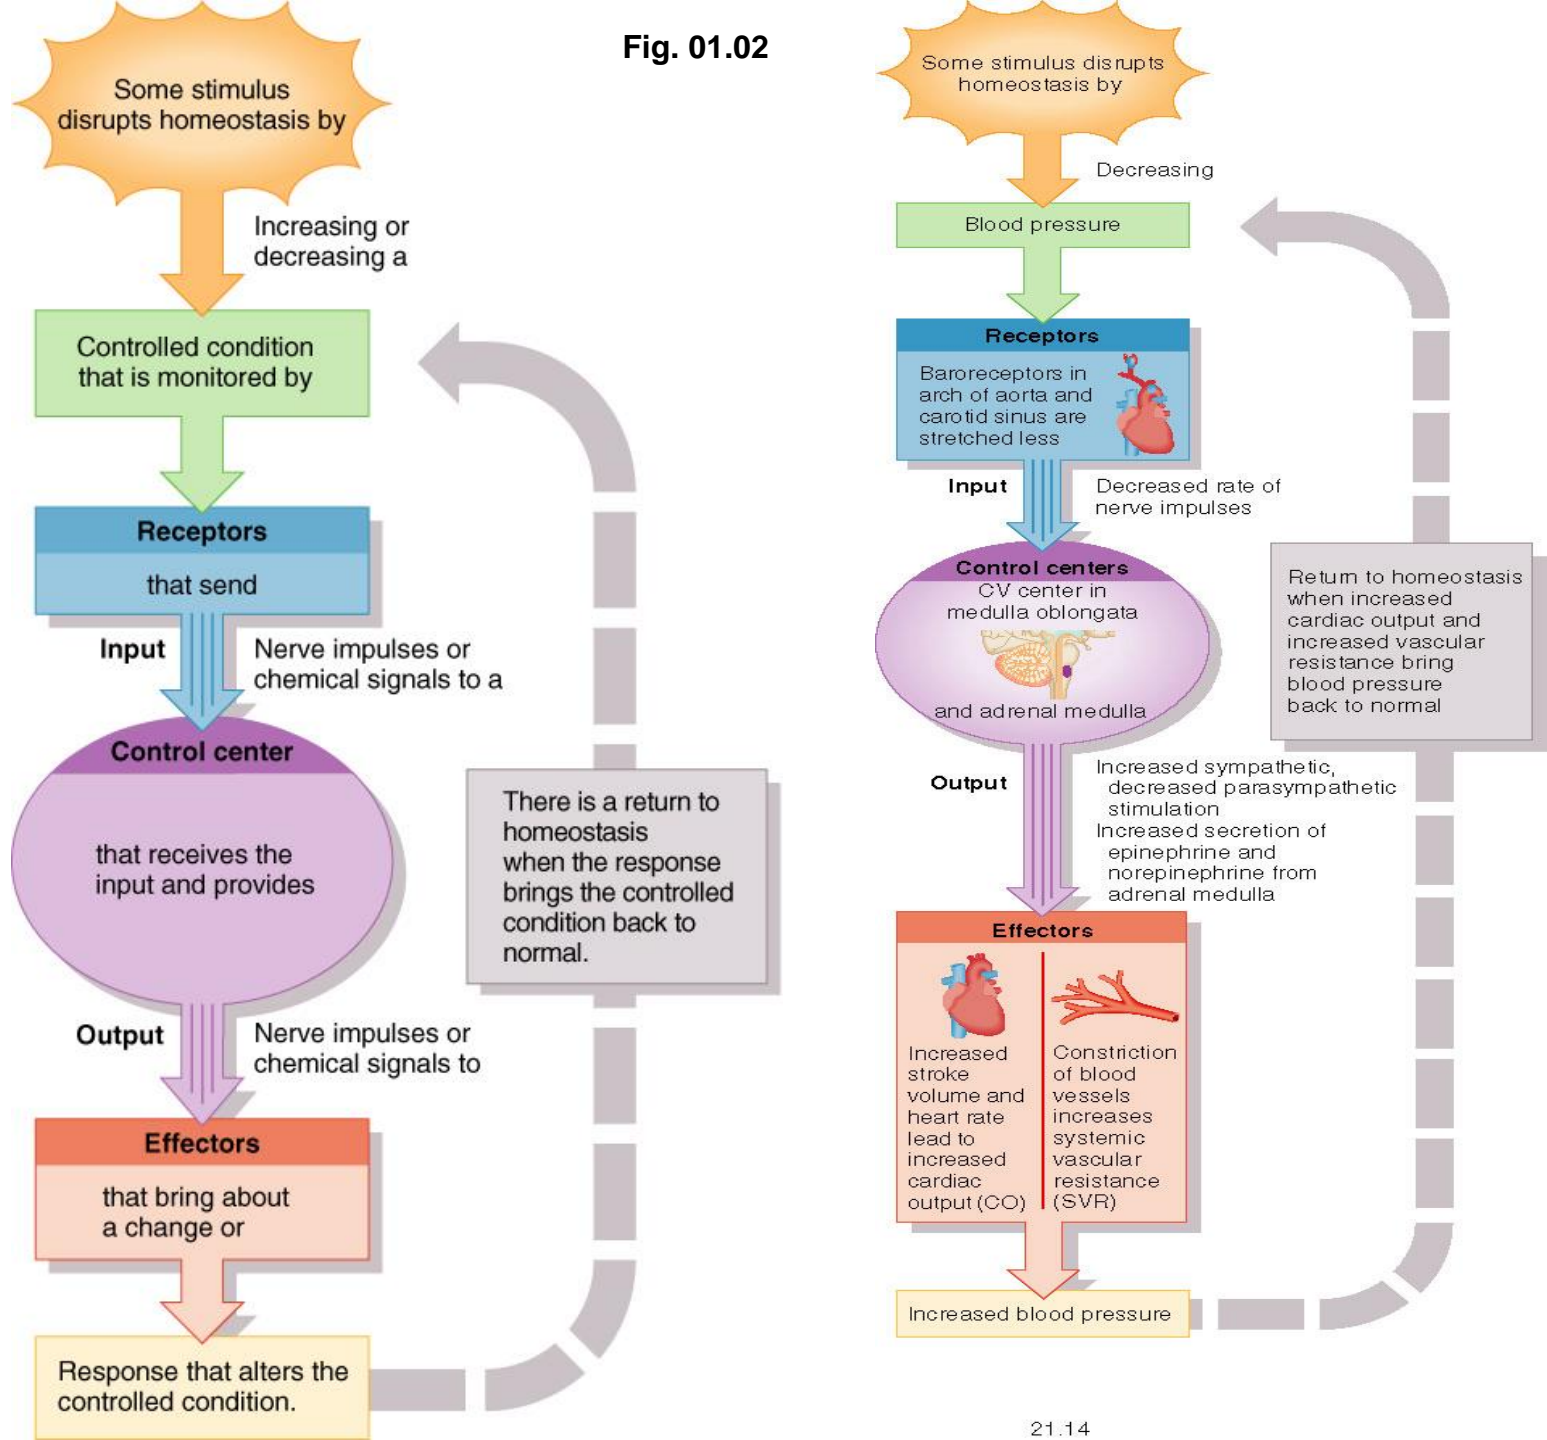 Fig. 01.02
Some stimulus
disrupts homeostasis by
Increasing or
decreasing a
Controlled condition
that is monitored by
Receptors
that send
Input
Nerve impulses or
chemical signals to a
Control center
that receives the
input and provides
Output
Nerve impulses or
chemical signals to
Effectors
that bring about
a change or
Response that alters the
controlled condition.
There is a return to
homeostasis
when the response
brings the controlled
condition back to
normal.
Some stimulus disrupts
homeostasis by
Decreasing
Blood pressure
Receptors
Baroreceptors in
arch of aorta and
carotid sinus are
stretched less
Input
Decreased rate of
nerve impulses
Control centers
CV center in
medulla oblongata
and adrenal medulla
Output
Increased sympathetic,
decreased parasympathetic
stimulation
Increased secretion of
epinephrine and
norepinephrine from
adrenal medulla
Effectors
Increased
stroke
volume and
heart rate
lead to
increased
cardiac
output (CO)
Constriction
of blood
vessels
increases
systemic
vascular
resistance
(SVR)
Increased blood pressure
Return to homeostasis
when increased
cardiac output and
increased vascular
resistance bring
blood pressure
back to normal
21.14